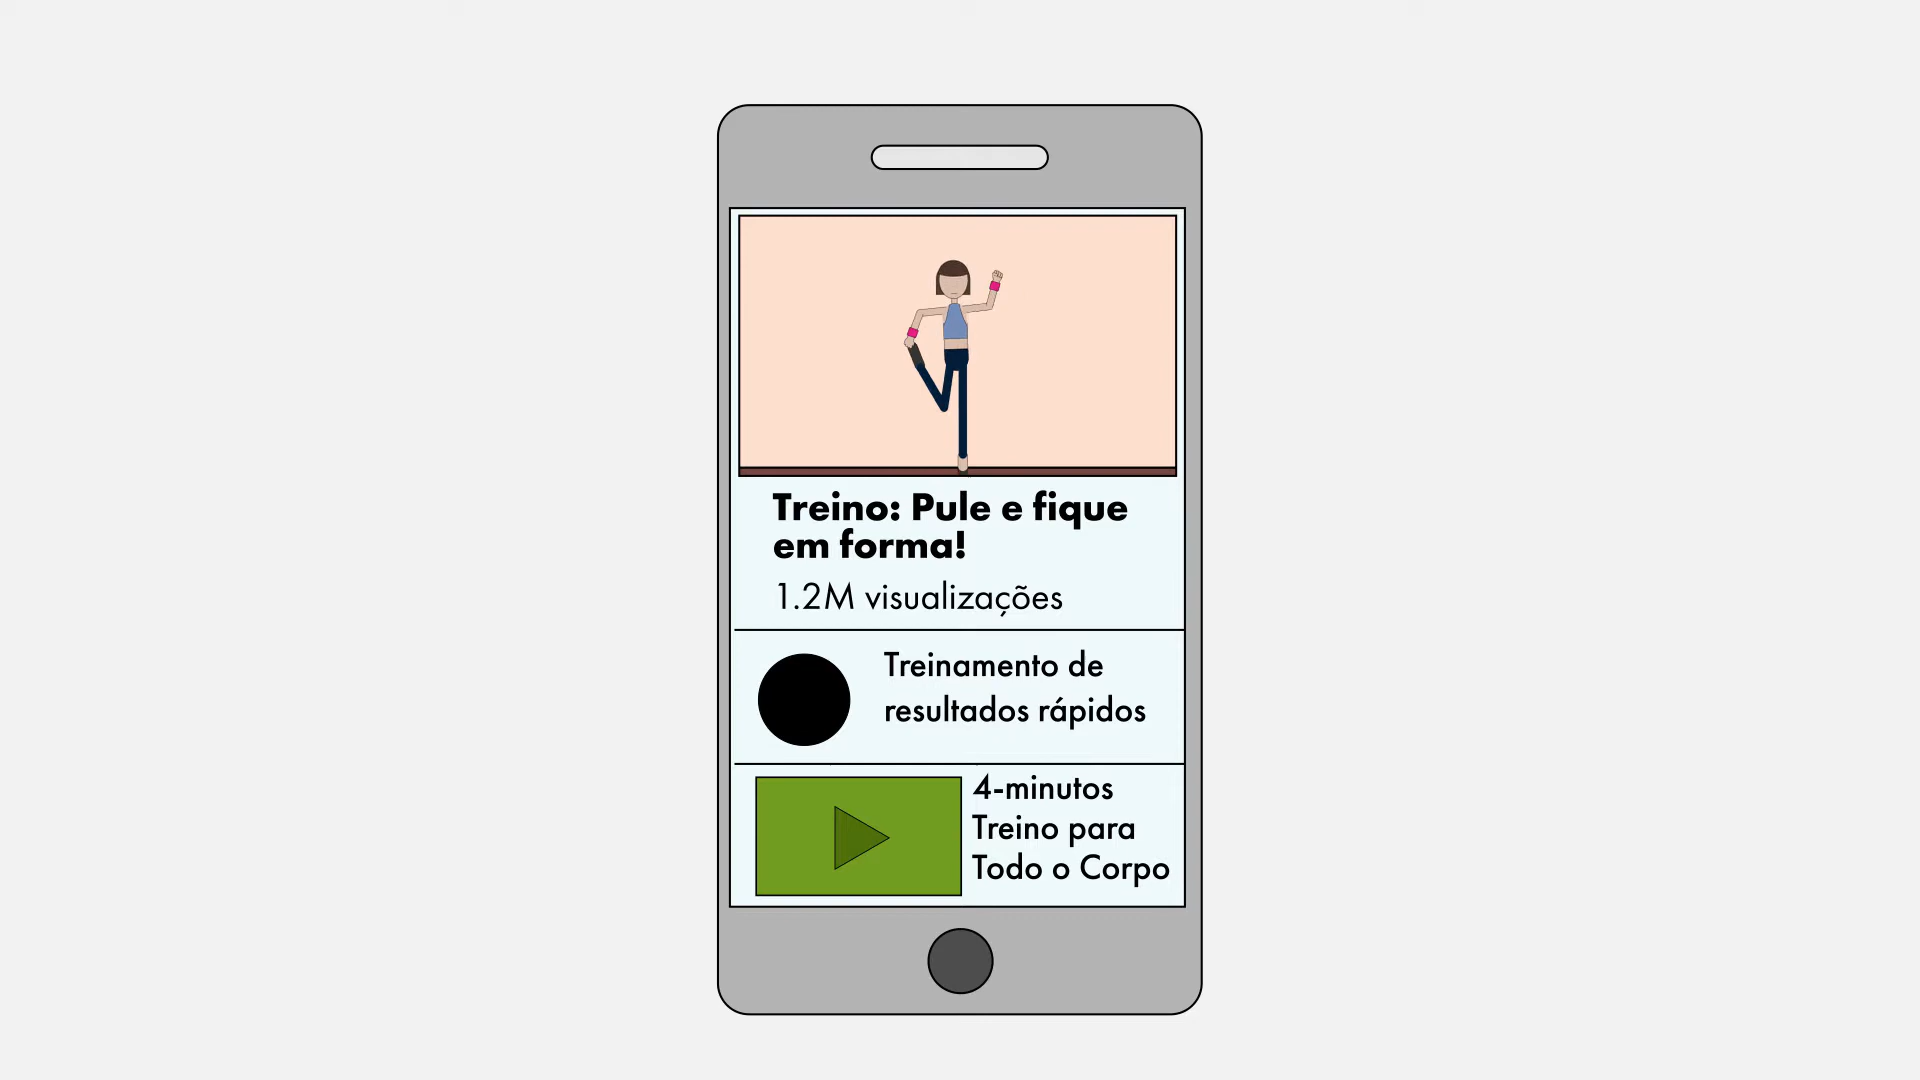 Treino: Pule e fique
em forma!
1.2M visualizações
Treinamento de
resultados rápidos
4-minutos
Treino para
Todo o Corpo